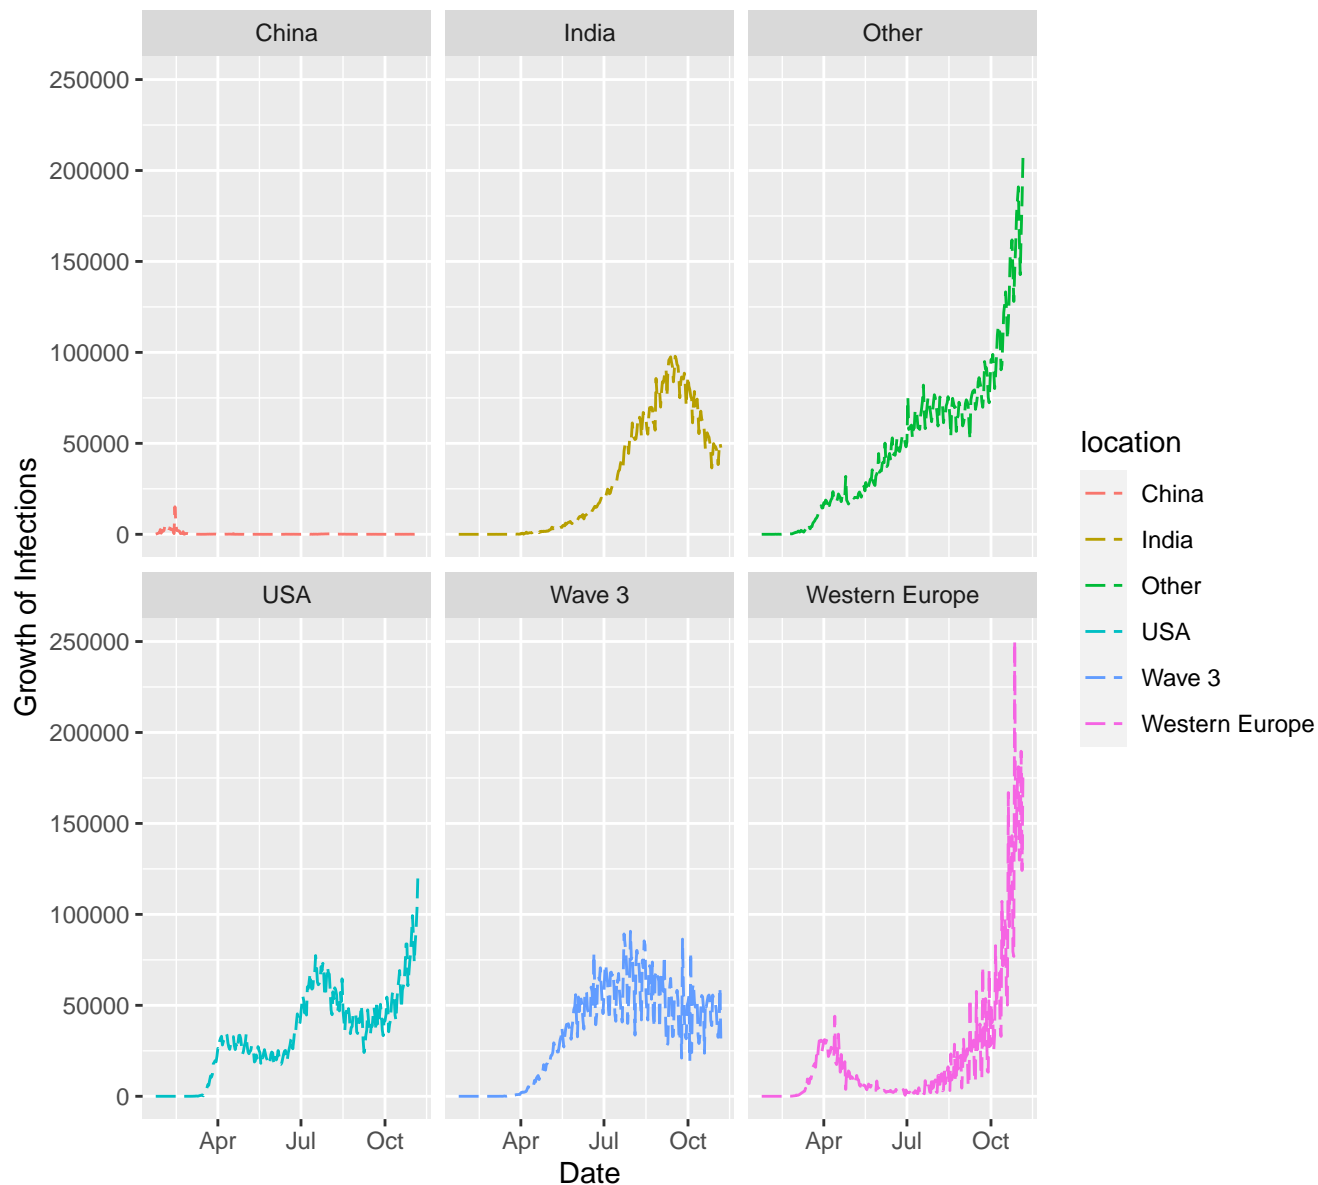 China
India
Other
250000
200000
150000
100000
50000
0
USA
Wave 3
Western Europe
250000
200000
150000
100000
50000
0
Apr
Jul
Oct
Apr
Jul
Oct
Apr
Jul
Oct
Date
Growth of Infections
location
China
India
Other
USA
Wave 3
Western Europe